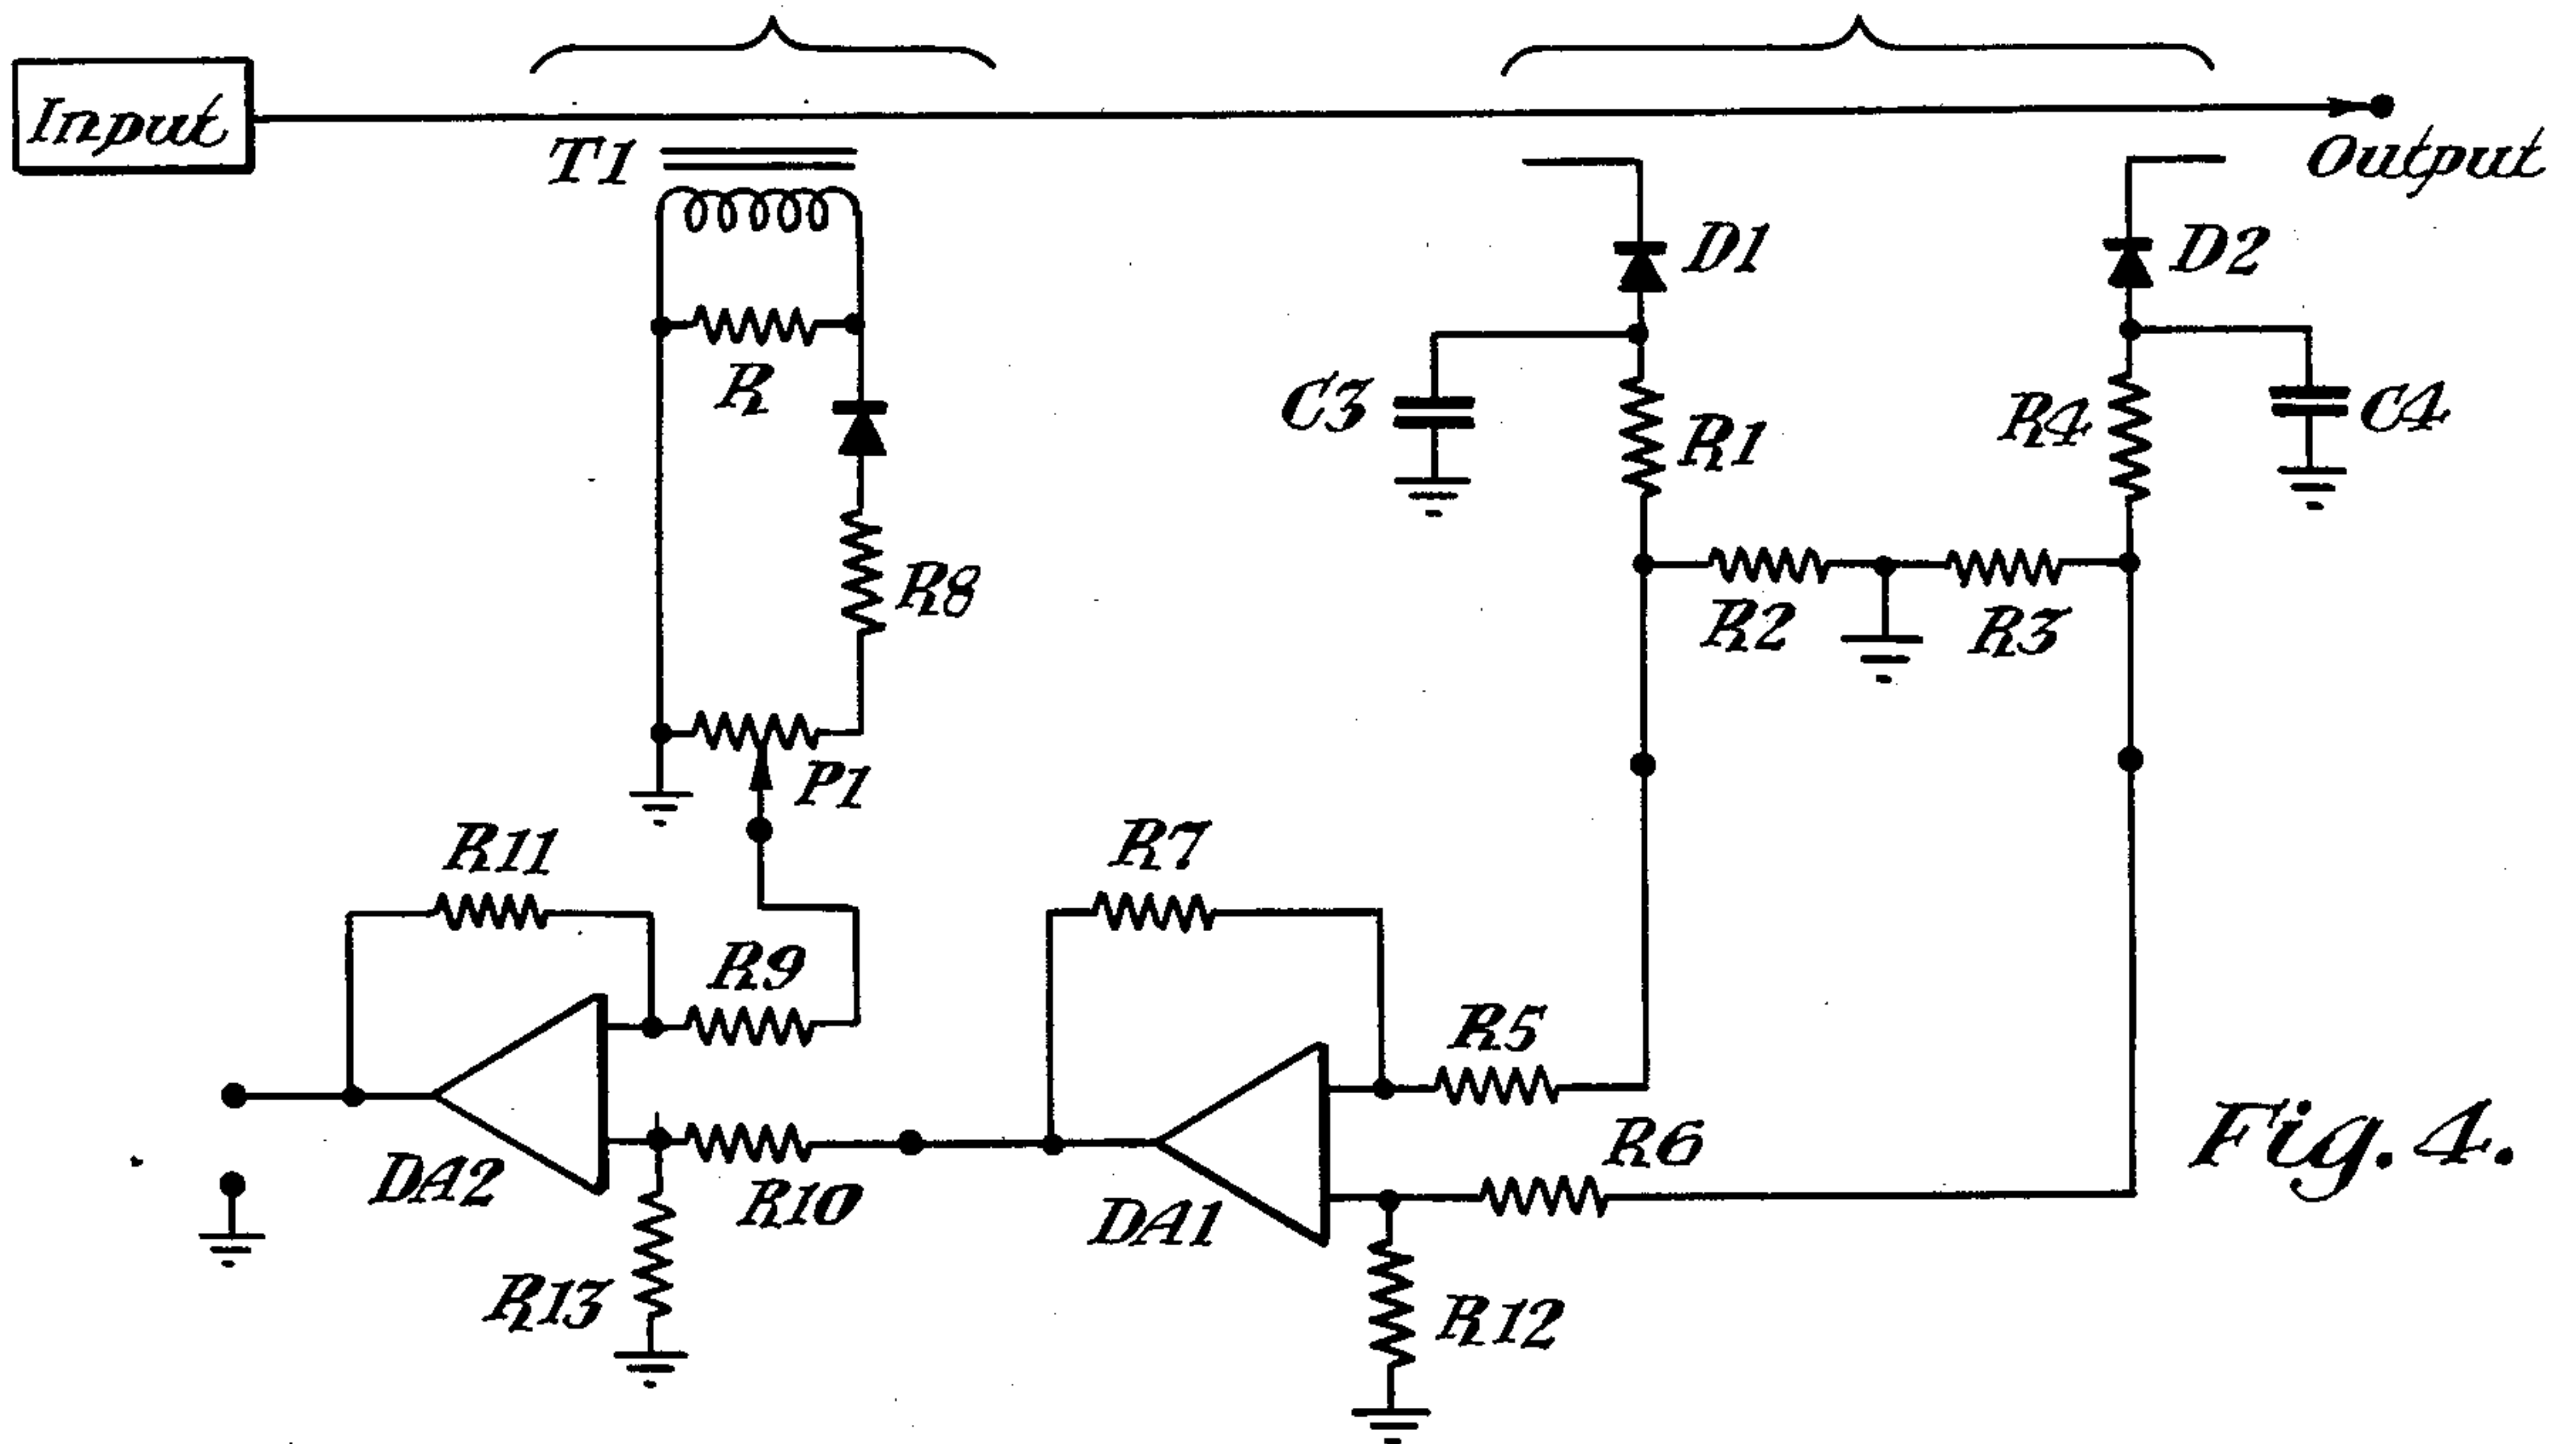 Input
Output
T1
D1
D2
R
C3
R1
R4
C4
R8
R2
R3
P1
R11
R7
R9
R5
R6
DA2
R10
DA1
R13
R12
Fig. 4.